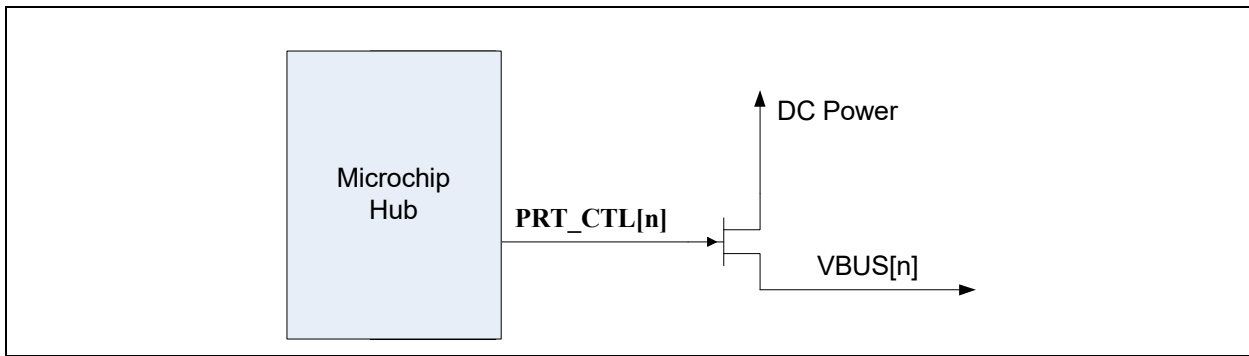 DC Power
Microchip
Hub
PRT_CTL[n]
VBUS[n]